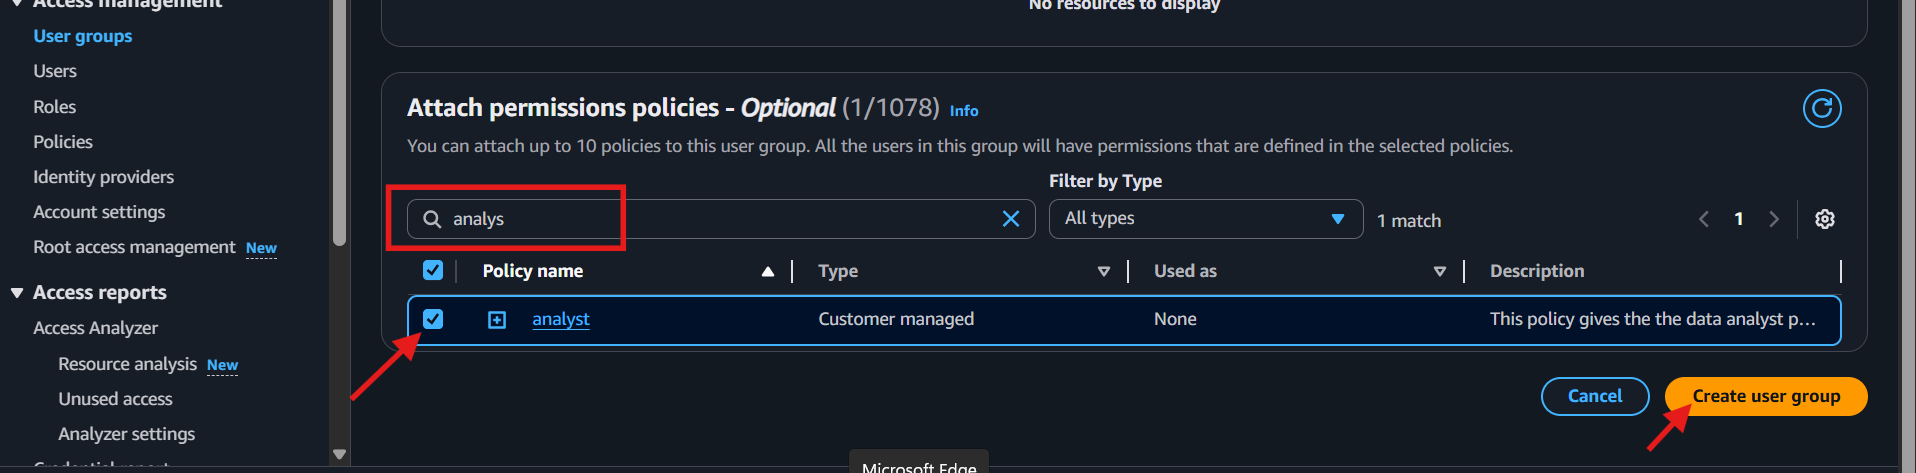 Access management
User groups
Users
Roles
Policies
Identity providers
Account settings
Root access management New
Access reports
Access Analyzer
Resource analysis New
Unused access
Analyzer settings
Credential report
No resources to display
Attach permissions policies - Optional (1/1078) Info
You can attach up to 10 policies to this user group. All the users in this group will have permissions that are defined in the selected policies.
Filter by Type
analys All types 1 match 1
Policy name Type Used as Description
analyst Customer managed None This policy gives the the data analyst p...
Cancel Create user group
Microsoft Edge